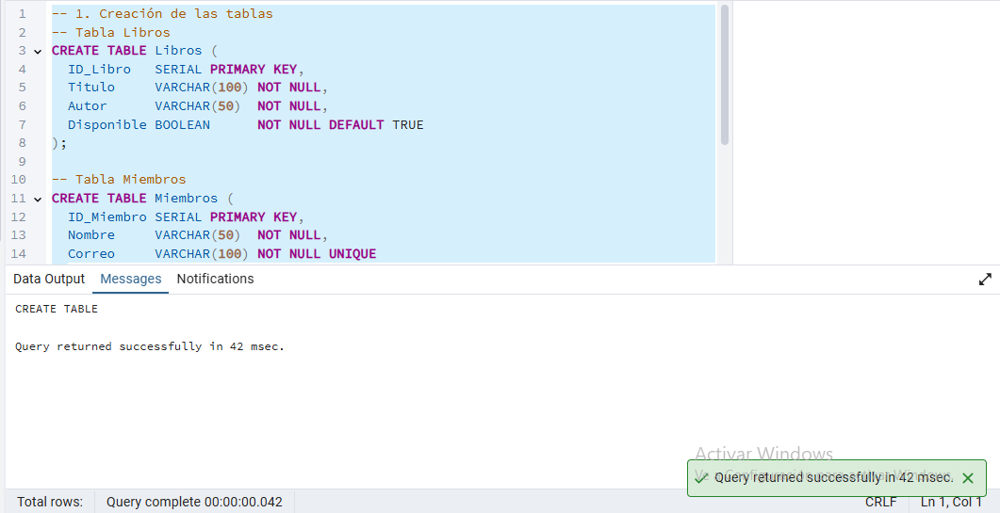 1 -- 1. Creación de las tablas
2 -- Tabla Libros
3 CREATE TABLE Libros (
4 ID_Libro SERIAL PRIMARY KEY,
5 Titulo VARCHAR(100) NOT NULL,
6 Autor VARCHAR(50) NOT NULL,
7 Disponible BOOLEAN NOT NULL DEFAULT TRUE
8 );
9
10 -- Tabla Miembros
11 CREATE TABLE Miembros (
12 ID_Miembro SERIAL PRIMARY KEY,
13 Nombre VARCHAR(50) NOT NULL,
14 Correo VARCHAR(100) NOT NULL UNIQUE
Data Output Messages Notifications
CREATE TABLE
Query returned successfully in 42 msec.
Activar Windows
Ve a Configuración para activar Windows.
Query returned successfully in 42 msec.
Total rows: Query complete 00:00:00.042 CRLF Ln 1, Col 1